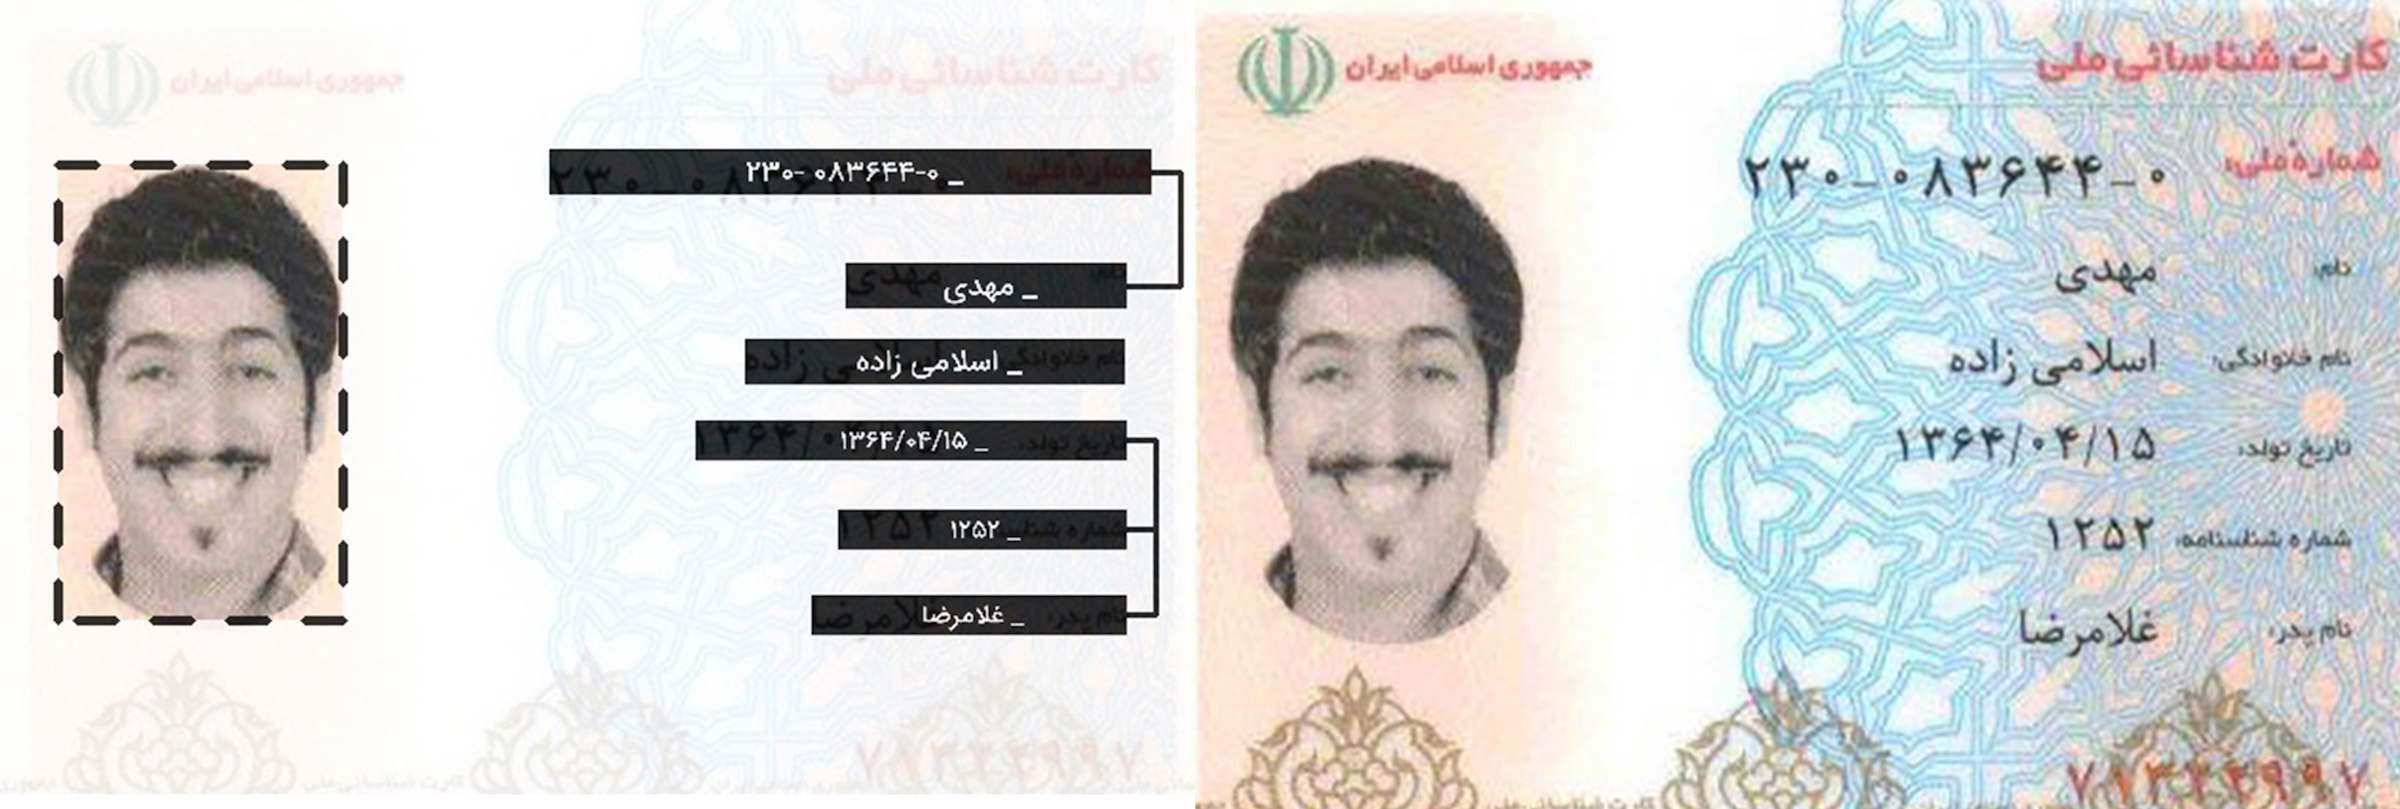 جمهوری اسلامی ایران
کارت شناسائی ملی
شماره ملی:
۲۳۰-۰۸۳۶۴۴-۰ _
نام:
_ مهدی
نام خانوادگی:
_ اسلامی زاده
تاریخ تولد:
_ ۱۳۶۴/۰۴/۱۵
شماره شناسنامه:
_ ۱۲۵۲
نام پدر:
_ غلامرضا
کارت شناسائی ملی
جمهوری اسلامی ایران
کارت شناسائی ملی
شماره ملی: ۲۳۰-۰۸۳۶۴۴-۰
نام: مهدی
نام خانوادگی: اسلامی زاده
تاریخ تولد: ۱۳۶۴/۰۴/۱۵
شماره شناسنامه: ۱۲۵۲
نام پدر: غلامرضا
کارت شناسائی ملی